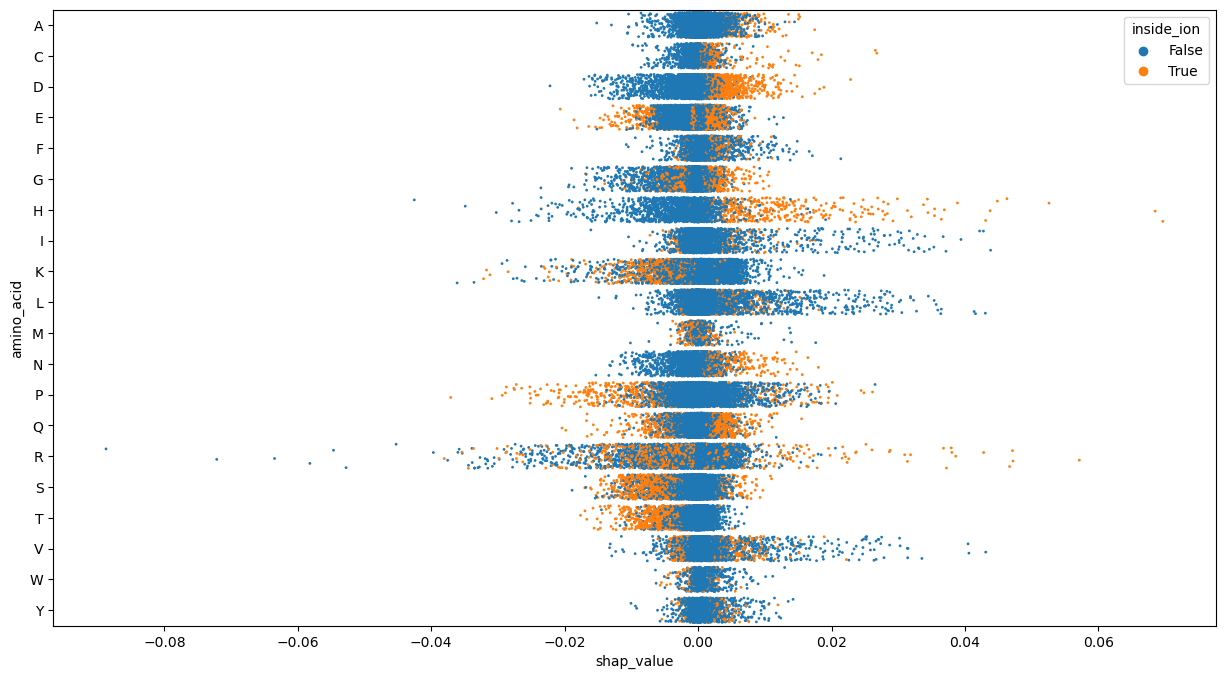 inside_ion
False
True
amino_acid
A
C
D
E
F
G
H
I
K
L
M
N
P
Q
R
S
T
V
W
Y
−0.08 −0.06 −0.04 −0.02 0.00 0.02 0.04 0.06
shap_value